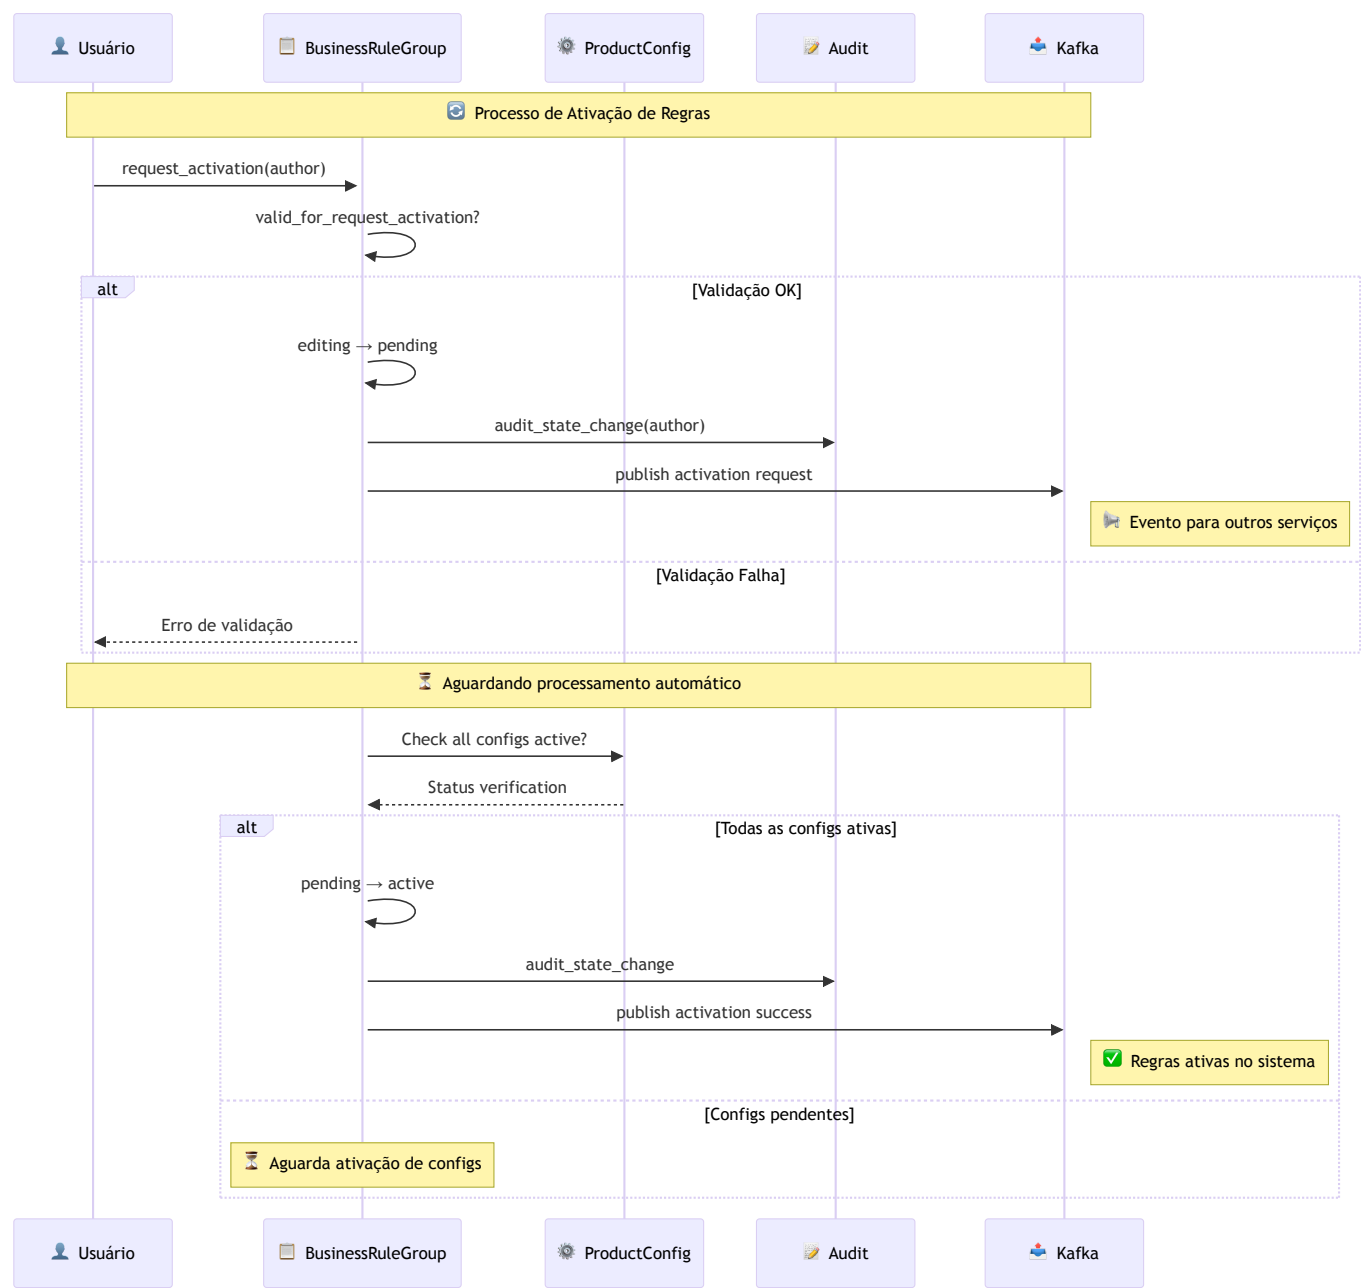 Usuário
BusinessRuleGroup
ProductConfig
Audit
Kafka
Processo de Ativação de Regras
request_activation(author)
valid_for_request_activation?
alt
[Validação OK]
editing → pending
audit_state_change(author)
publish activation request
Evento para outros serviços
[Validação Falha]
Erro de validação
Aguardando processamento automático
Check all configs active?
Status verification
alt
[Todas as configs ativas]
pending → active
audit_state_change
publish activation success
Regras ativas no sistema
[Configs pendentes]
Aguarda ativação de configs
Usuário
BusinessRuleGroup
ProductConfig
Audit
Kafka